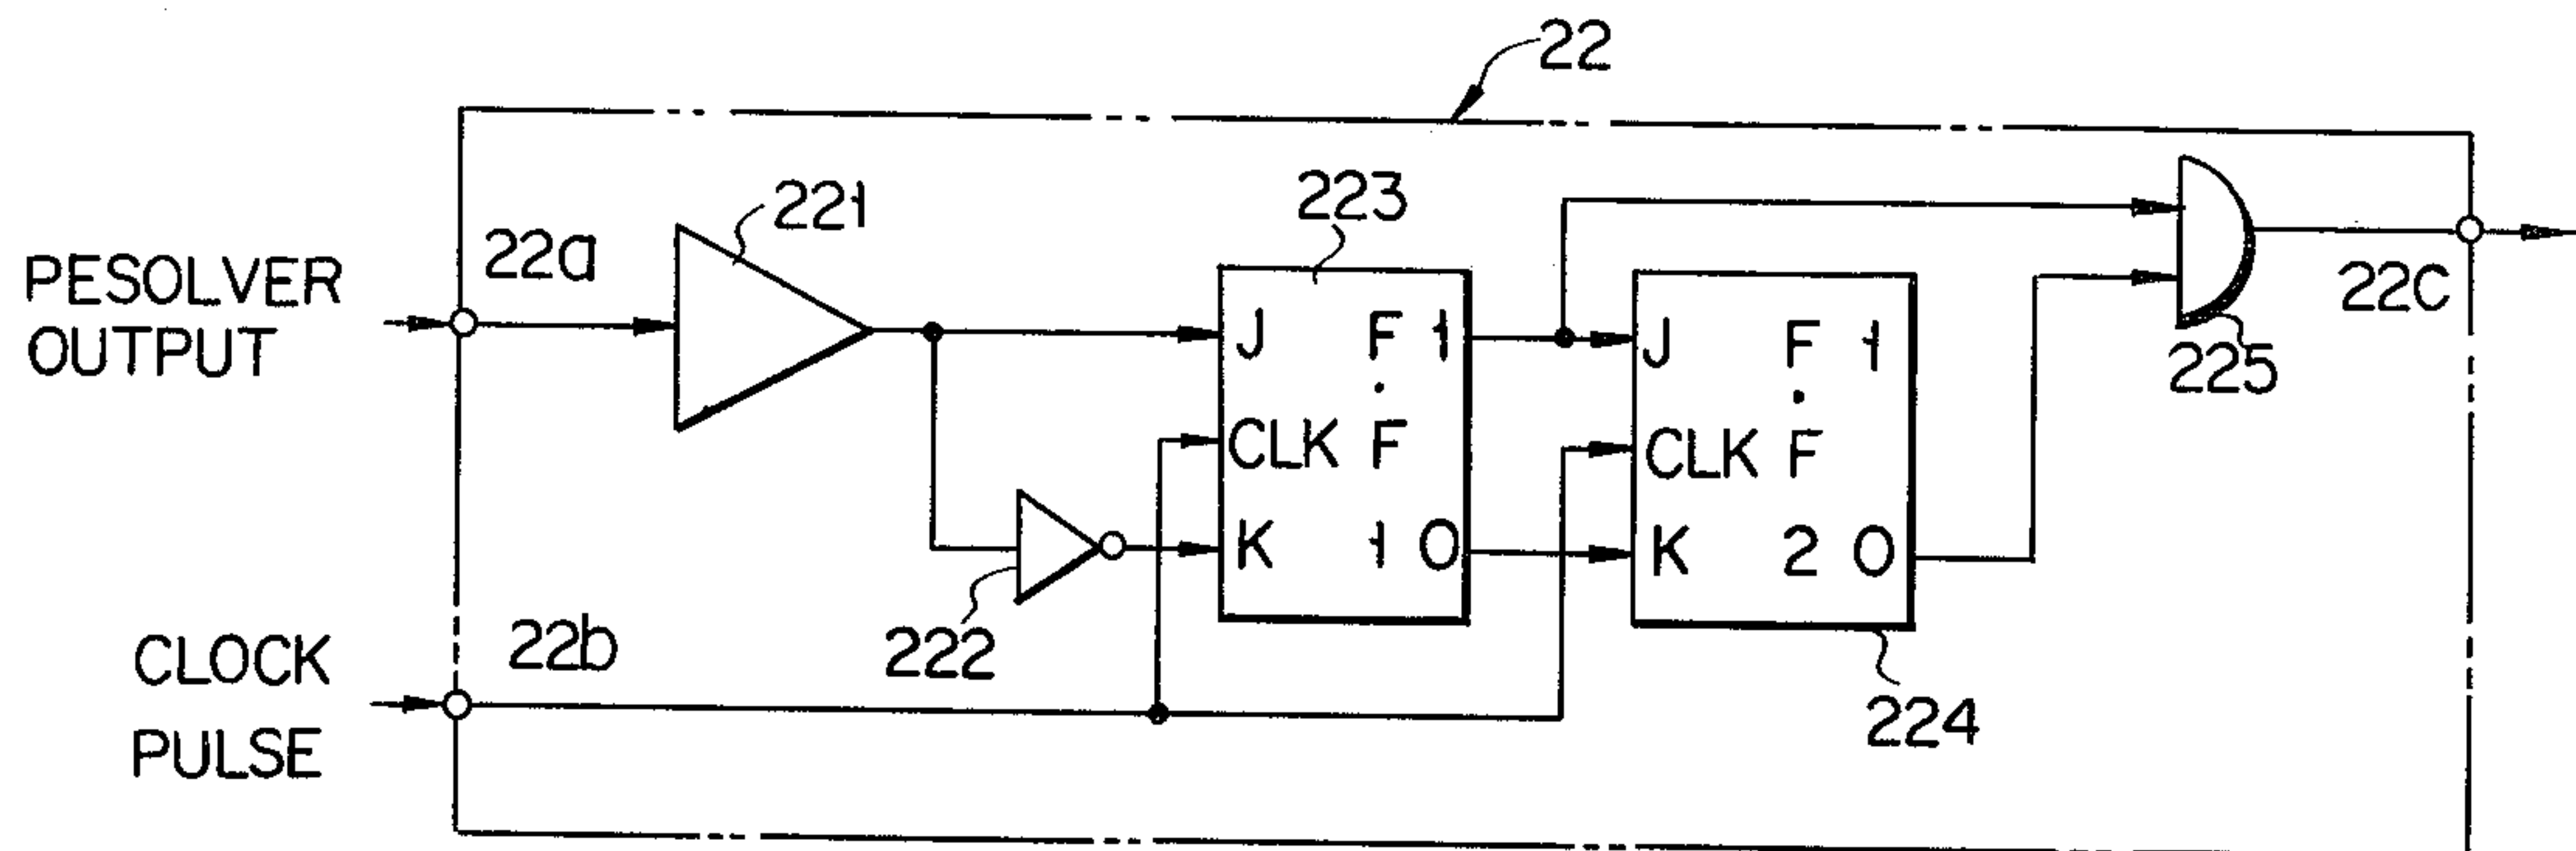 22
221
223
22a
PESOLVER
OUTPUT
22C
225
J F 1
.
CLK F
K 1 0
J F 1
.
CLK F
K 2 0
222
22b
CLOCK
PULSE
224